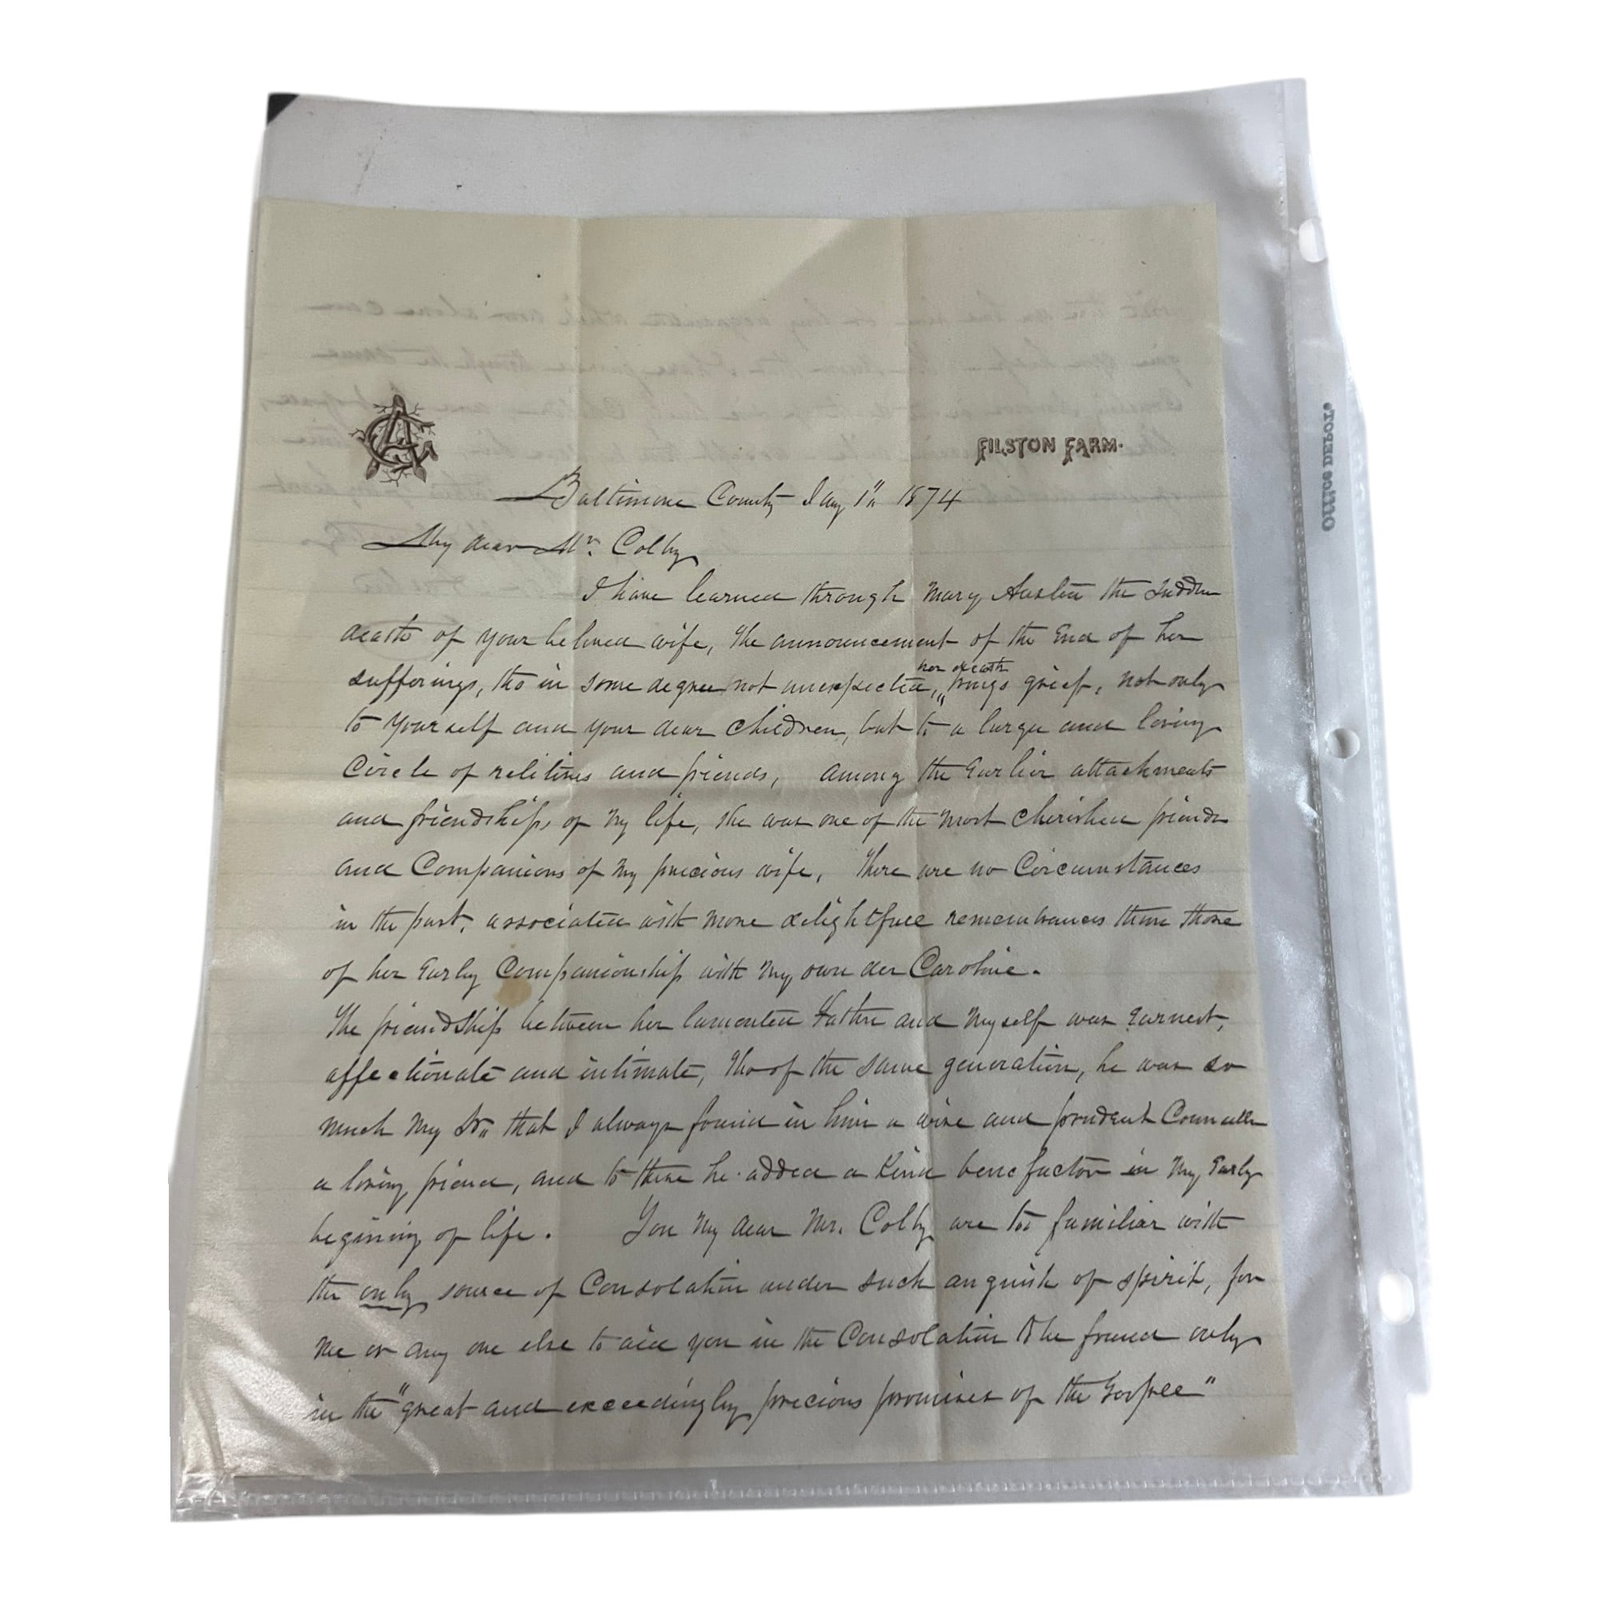 AGC
FILSTON FARM.
Baltimore County Jany 1st 1874
My dear Mr. Colby
I have learned through Mary Austin the sudden
death of your beloved wife, the announcement of the End of her
sufferings, tho in some degree not unexpected, her death brings grief, not only
to yourself and your dear children, but to a large and loving
Circle of relitives and friends, among the Earlier attachments
and friendships of my life, she was one of the most cherished friends
and Companions of my precious wife, There are no Circumstances
in the past, associated with more delightfull remembrances than those
of her Early Companionship with my own der Caroline.
The friendship between her lamented Father and myself was Earnest,
affectionate and intimate, tho of the same generation, he was so
much my Sr. that I always found in him a wise and prudent Counceller
a loving friend, and to these he added a Kind benefactor in my Early
begining of life. You my dear Mr. Colby are too familiar with
the only source of Consolation under such anguish of spirit, for
me or any one else to aid you in the Consolation to be found only
in the "great and exceedingly precious promises of the Gospell"
Office DEPOT.